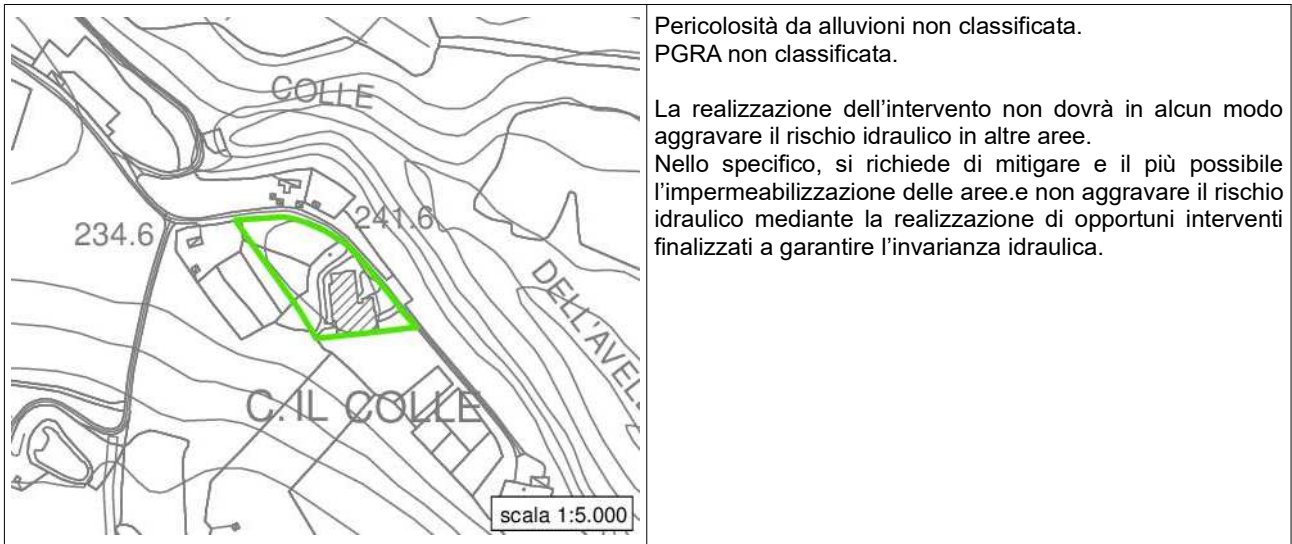 COLLE
234.6
241.6
DELL'AVEL
C. IL COLLE
scala 1:5.000
Pericolosità da alluvioni non classificata.
PGRA non classificata.
La realizzazione dell'intervento non dovrà in alcun modo
aggravare il rischio idraulico in altre aree.
Nello specifico, si richiede di mitigare e il più possibile
l'impermeabilizzazione delle aree.e non aggravare il rischio
idraulico mediante la realizzazione di opportuni interventi
finalizzati a garantire l'invarianza idraulica.